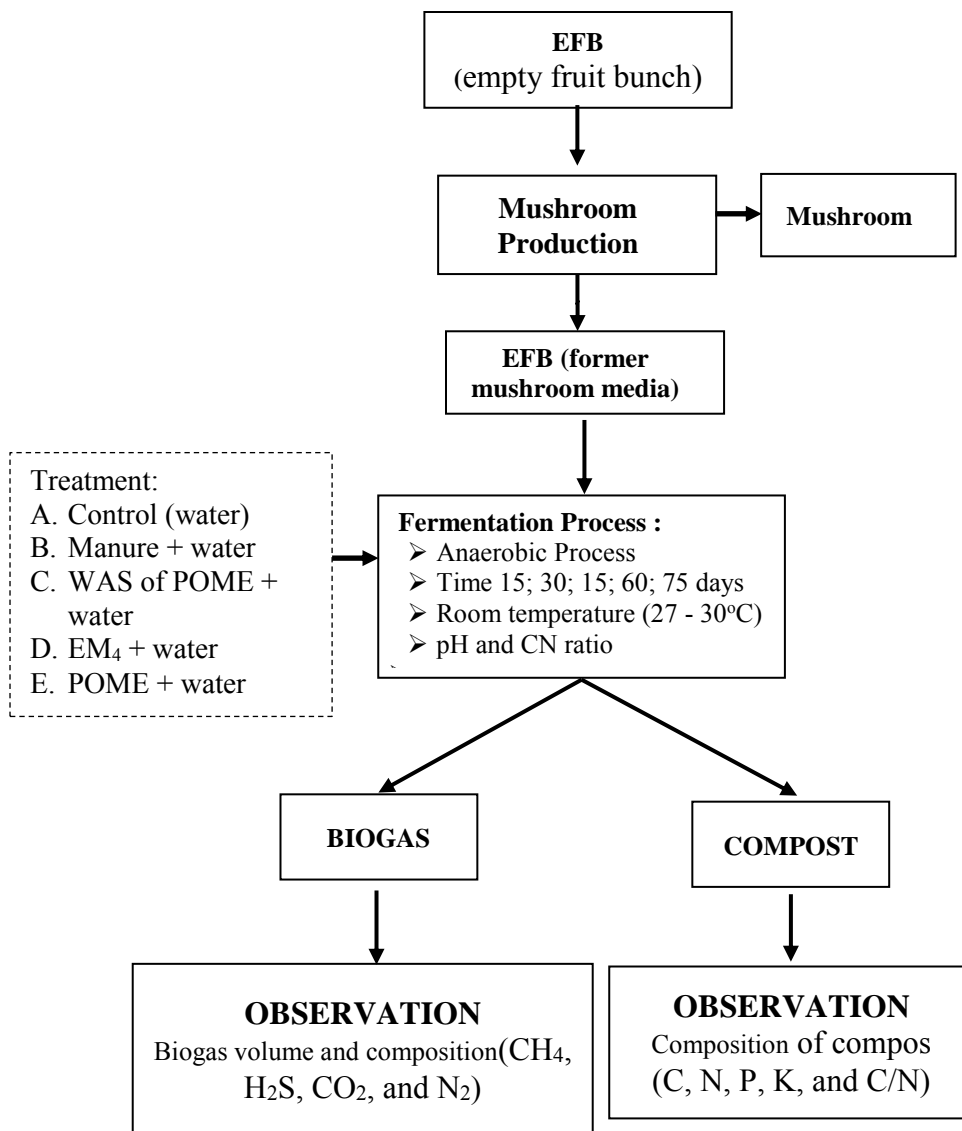 EFB
(empty fruit bunch)
Mushroom
Production
Mushroom
EFB (former
mushroom media)
Treatment:
A. Control (water)
B. Manure + water
C. WAS of POME +
water
D. EM₄ + water
E. POME + water
Fermentation Process :
➢ Anaerobic Process
➢ Time 15; 30; 15; 60; 75 days
➢ Room temperature (27 - 30ᵒC)
➢ pH and CN ratio
BIOGAS
COMPOST
OBSERVATION
Biogas volume and composition(CH₄,
H₂S, CO₂, and N₂)
OBSERVATION
Composition of compos
(C, N, P, K, and C/N)